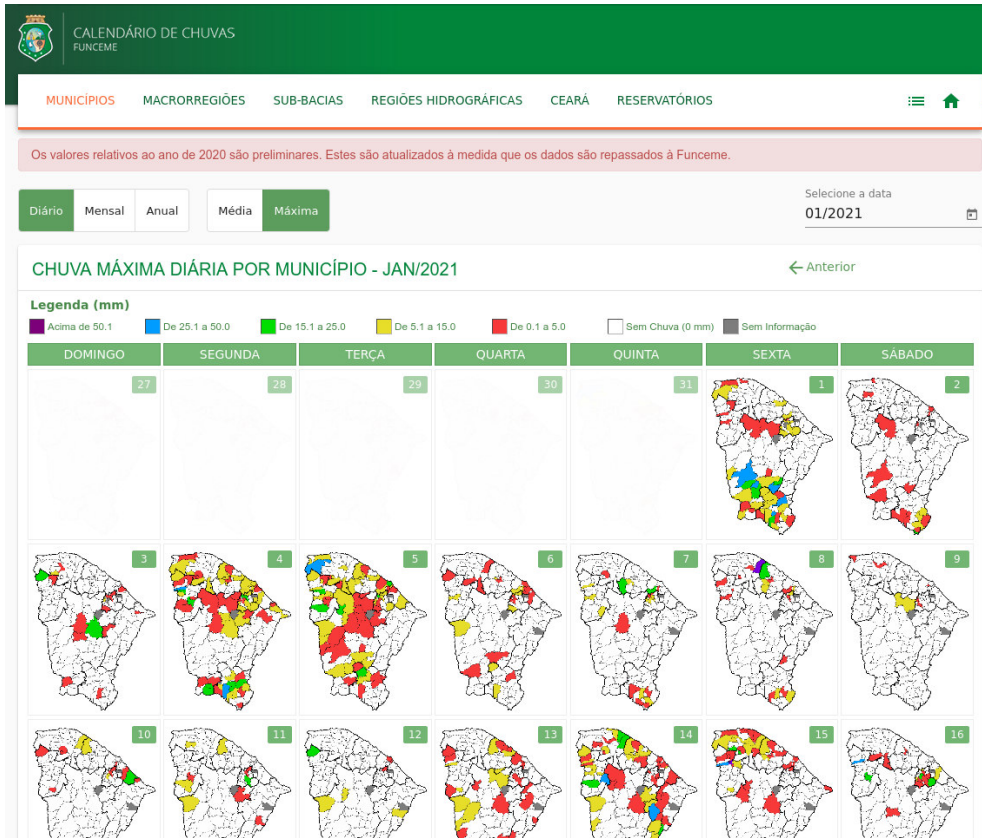 CALENDÁRIO DE CHUVAS
FUNCEME
MUNICÍPIOS MACRORREGIÕES SUB-BACIAS REGIÕES HIDROGRÁFICAS CEARÁ RESERVATÓRIOS
Os valores relativos ao ano de 2020 são preliminares. Estes são atualizados à medida que os dados são repassados à Funceme.
Selecione a data
Diário Mensal Anual Média Máxima 01/2021
CHUVA MÁXIMA DIÁRIA POR MUNICÍPIO - JAN/2021 Anterior
Legenda (mm)
Acima de 50.1 De 25.1 a 50.0 De 15.1 a 25.0 De 5.1 a 15.0 De 0.1 a 5.0 Sem Chuva (0 mm) Sem Informação
DOMINGO SEGUNDA TERÇA QUARTA QUINTA SEXTA SÁBADO
27 28 29 30 31 1 2
3 4 5 6 7 8 9
10 11 12 13 14 15 16